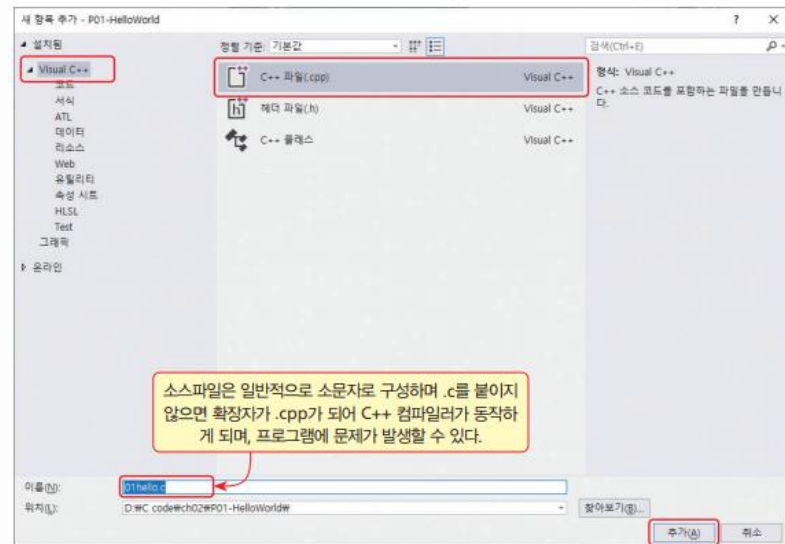 새 항목 추가 - P01-HelloWorld
? ×
설치됨
정렬 기준: 기본값
검색(Ctrl+E)
Visual C++
코드
서식
ATL
데이터
리소스
Web
유틸리티
속성 시트
HLSL
Test
그래픽
온라인
C++ 파일(.cpp) Visual C++
헤더 파일(.h) Visual C++
C++ 클래스 Visual C++
형식: Visual C++
C++ 소스 코드를 포함하는 파일을 만듭니
다.
소스파일은 일반적으로 소문자로 구성하며 .c를 붙이지
않으면 확장자가 .cpp가 되어 C++ 컴파일러가 동작하
게 되며, 프로그램에 문제가 발생할 수 있다.
이름(N): 01hello.c
위치(L): D:₩C code₩ch02₩P01-HelloWorld₩ 찾아보기(B)...
추가(A) 취소